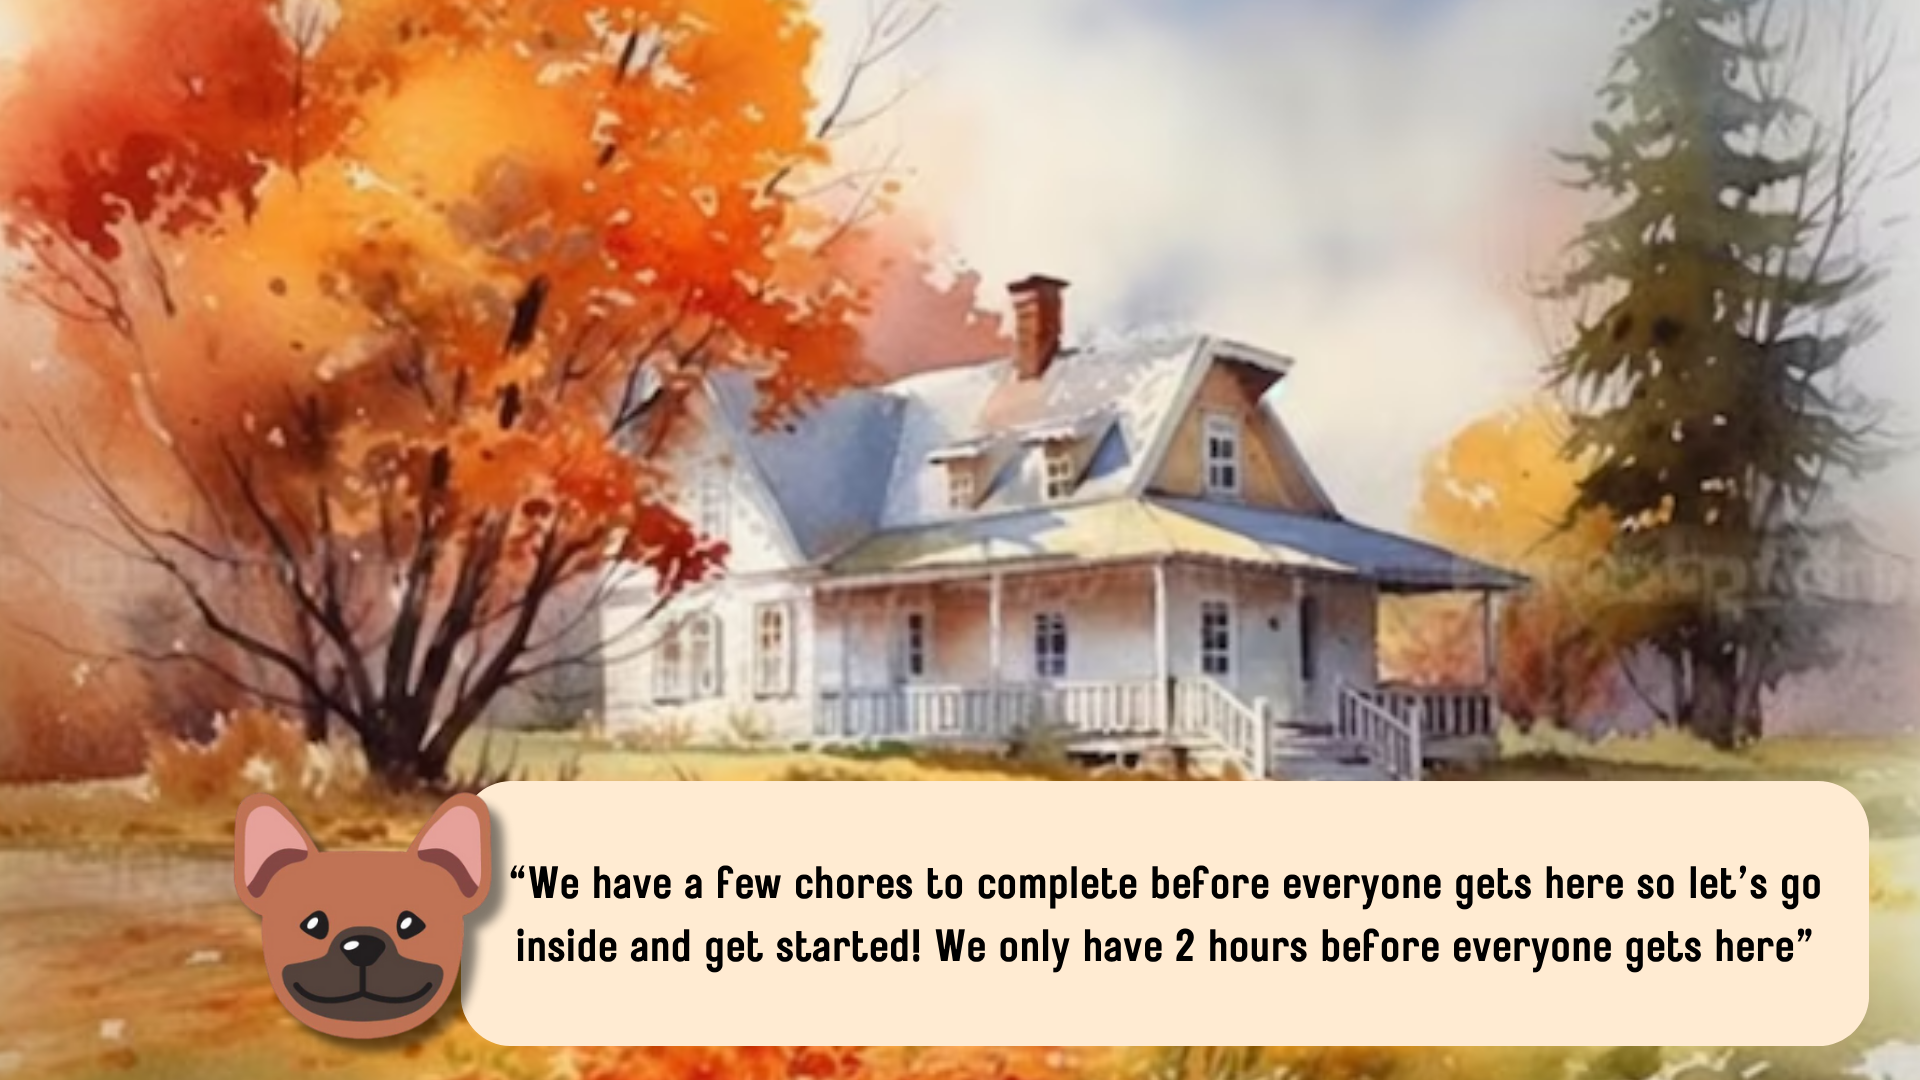 “We have a few chores to complete before everyone gets here so let’s go
inside and get started! We only have 2 hours before everyone gets here”